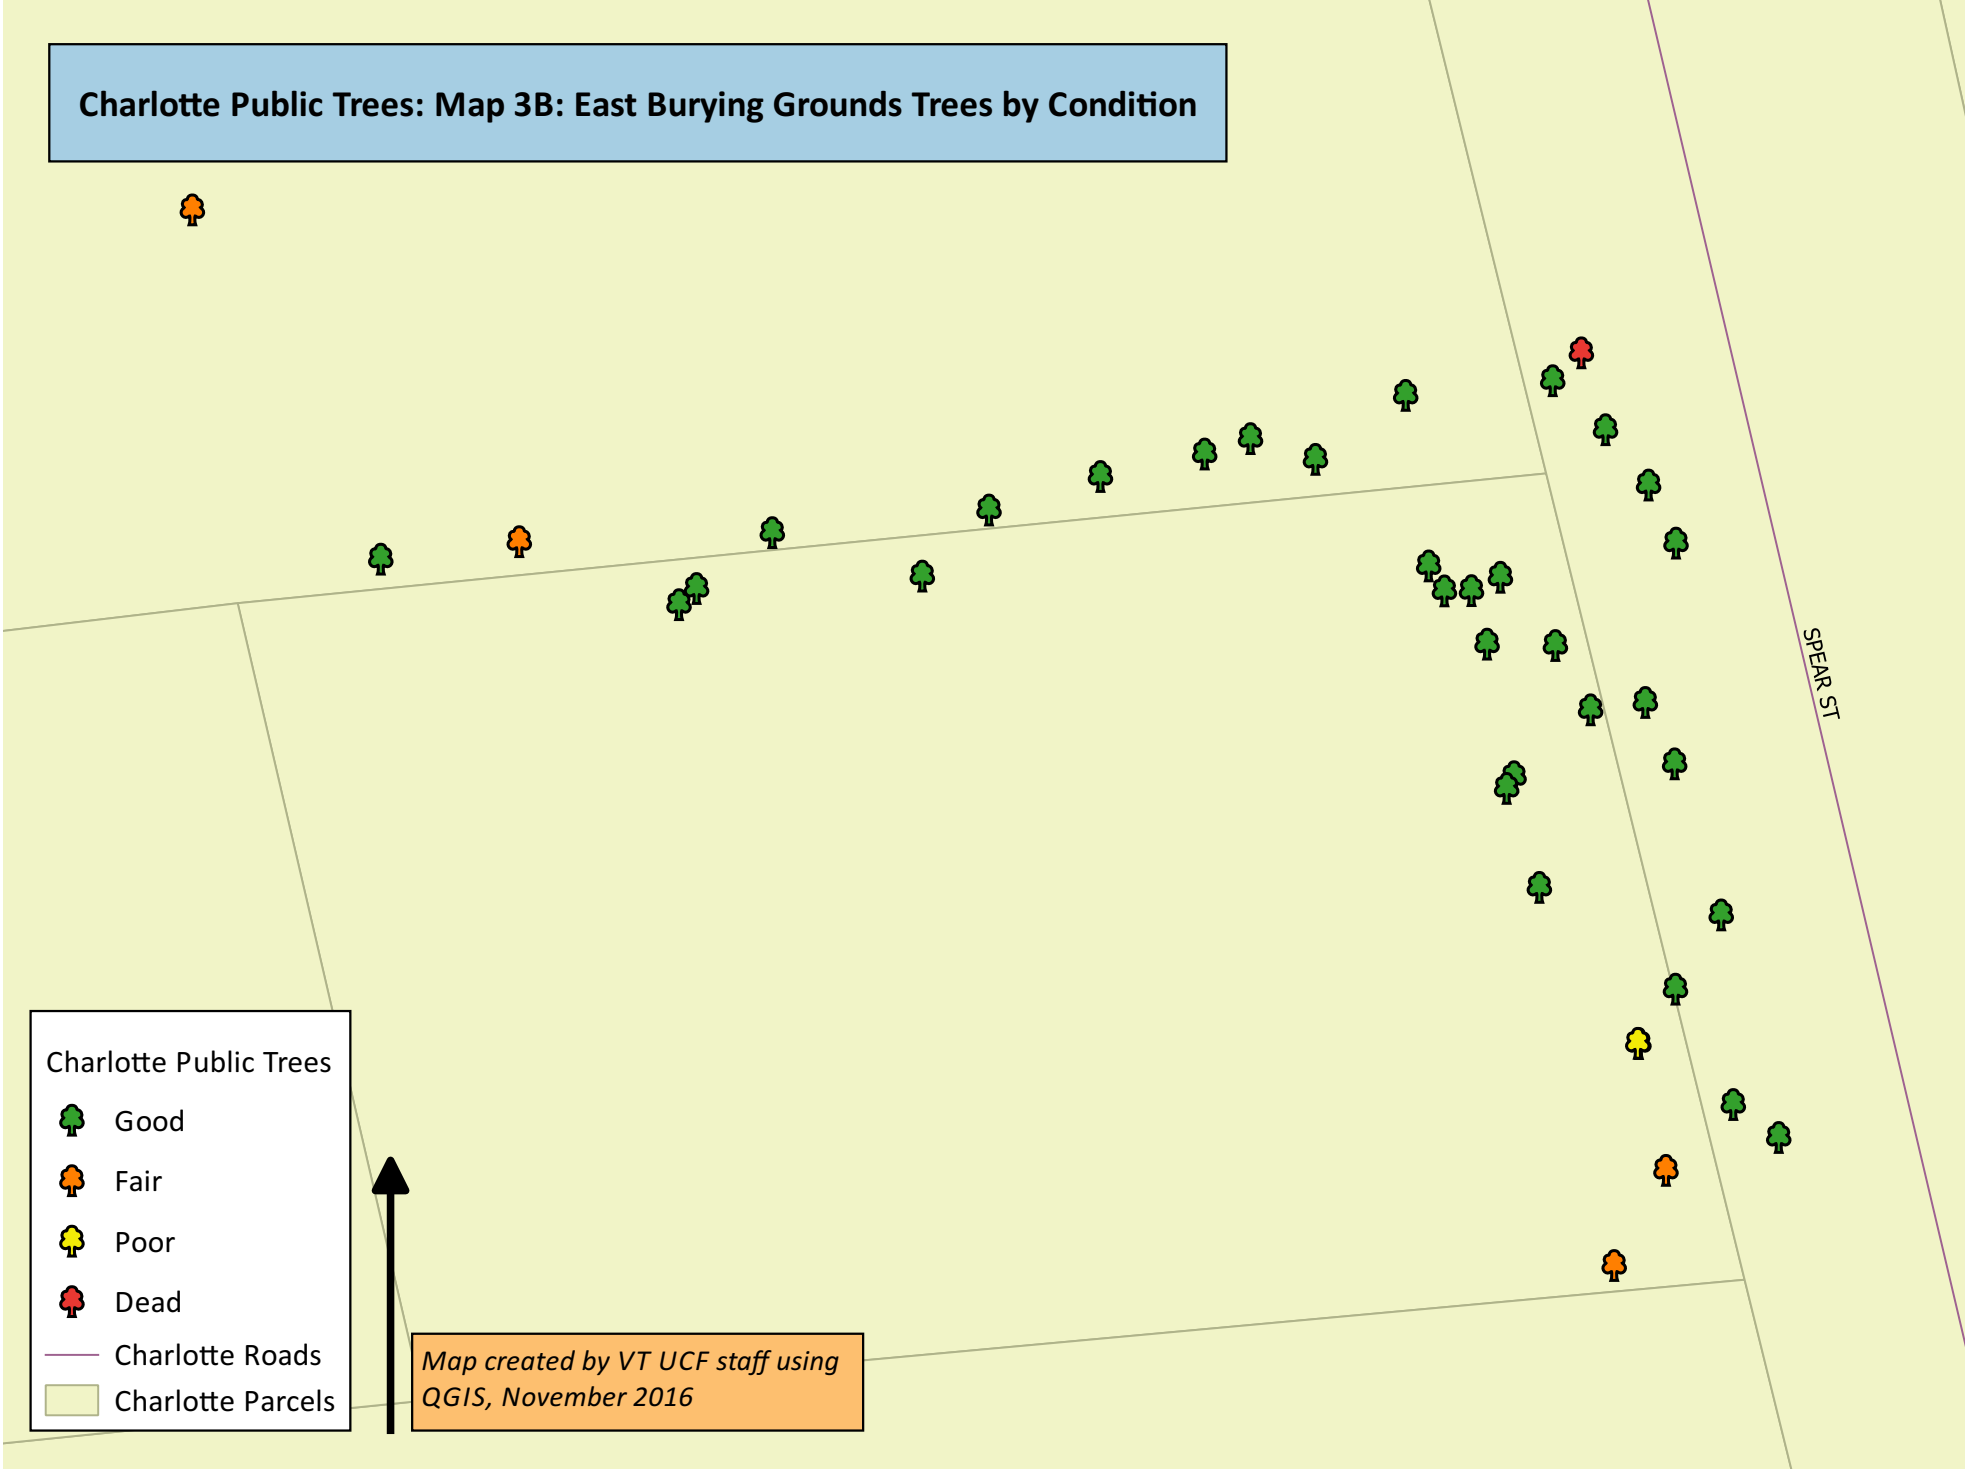 Charlotte Public Trees: Map 3B: East Burying Grounds Trees by Condition
SPEAR ST
Charlotte Public Trees
Good
Fair
Poor
Dead
Charlotte Roads
Charlotte Parcels
Map created by VT UCF staff using
QGIS, November 2016